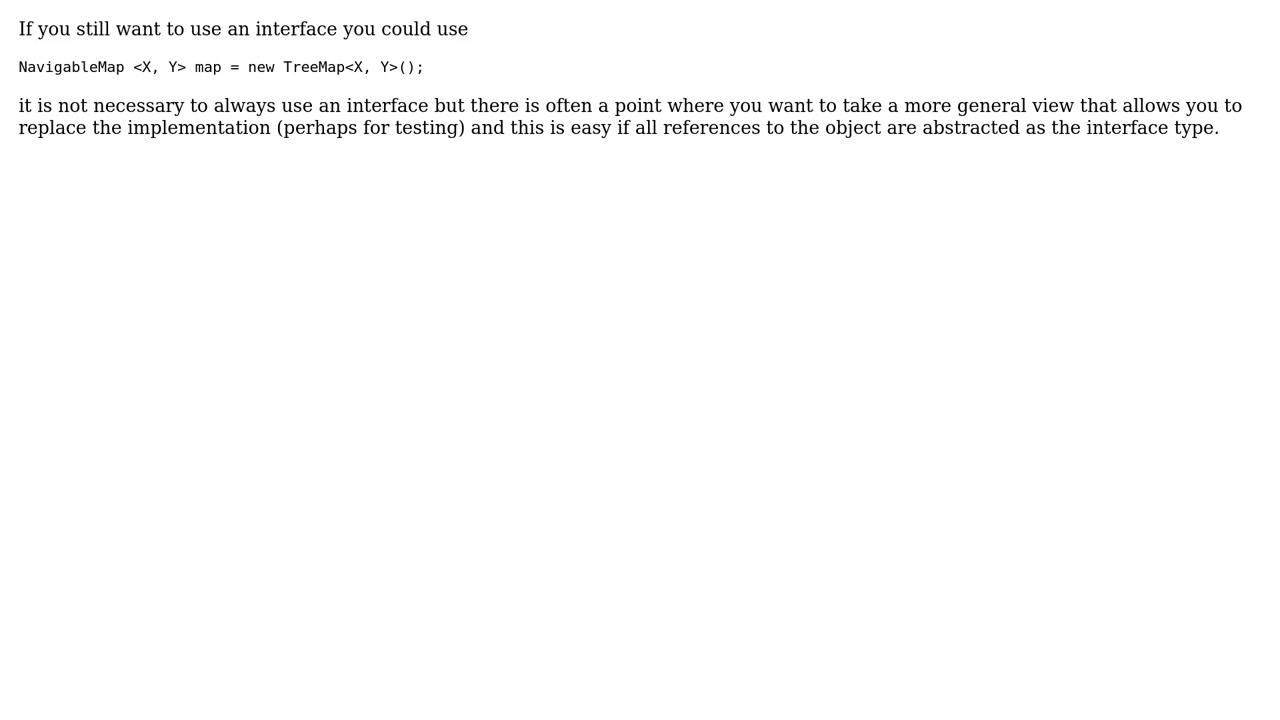 If you still want to use an interface you could use
NavigableMap <X, Y> map = new TreeMap<X, Y>();
it is not necessary to always use an interface but there is often a point where you want to take a more general view that allows you to
replace the implementation (perhaps for testing) and this is easy if all references to the object are abstracted as the interface type.